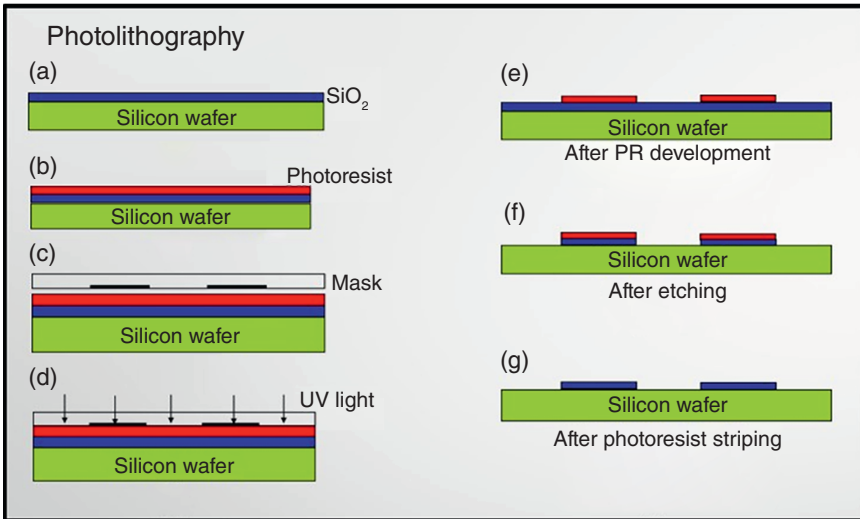 Photolithography
(a)
SiO₂
Silicon wafer
(b)
Photoresist
Silicon wafer
(c)
Mask
Silicon wafer
(d)
UV light
Silicon wafer
(e)
Silicon wafer
After PR development
(f)
Silicon wafer
After etching
(g)
Silicon wafer
After photoresist striping